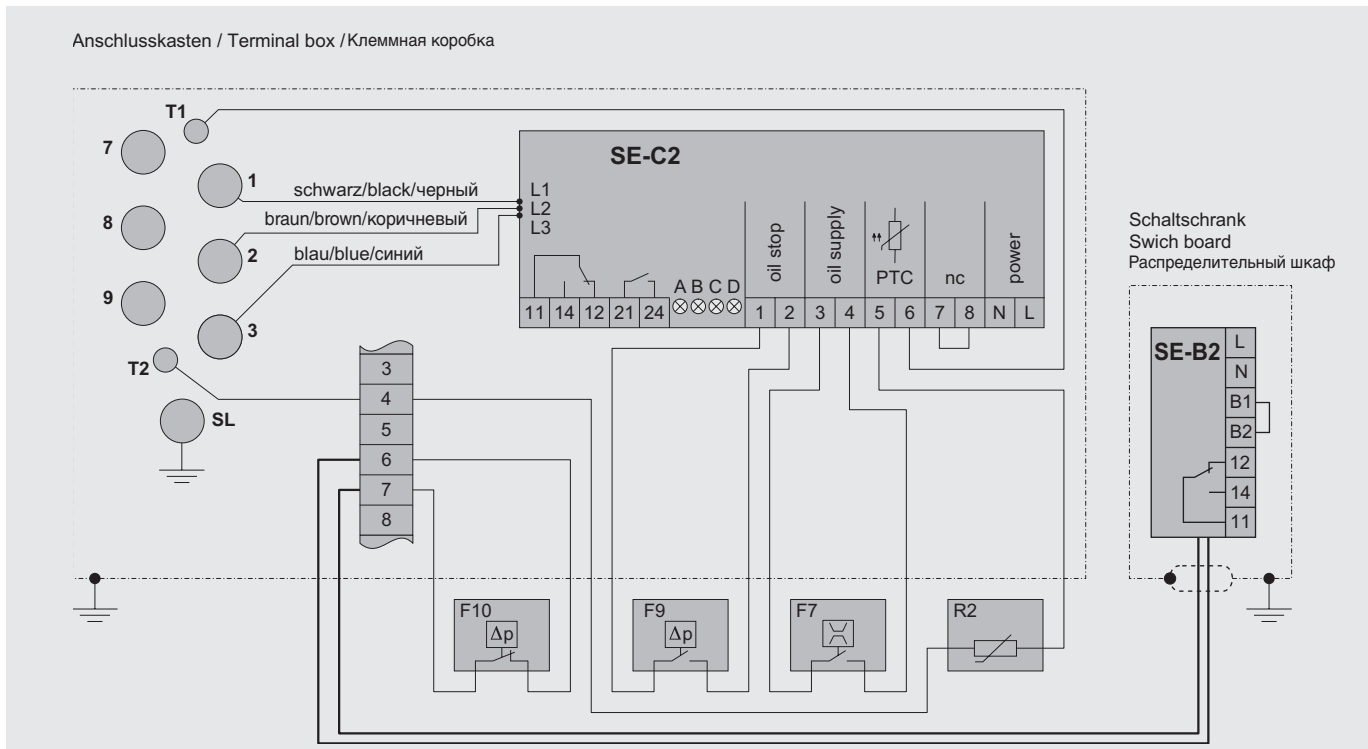 Anschlusskasten / Terminal box / Клеммная коробка
T1
7
1
8
2
9
3
T2
SL
schwarz/black/черный
braun/brown/коричневый
blau/blue/синий
SE-C2
L1
L2
L3
oil stop
oil supply
PTC
nc
power
A B C D
11 14 12 21 24 1 2 3 4 5 6 7 8 N L
3
4
5
6
7
8
F10
Δp
F9
Δp
F7
R2
Schaltschrank
Swich board
Распределительный шкаф
SE-B2
L
N
B1
B2
12
14
11